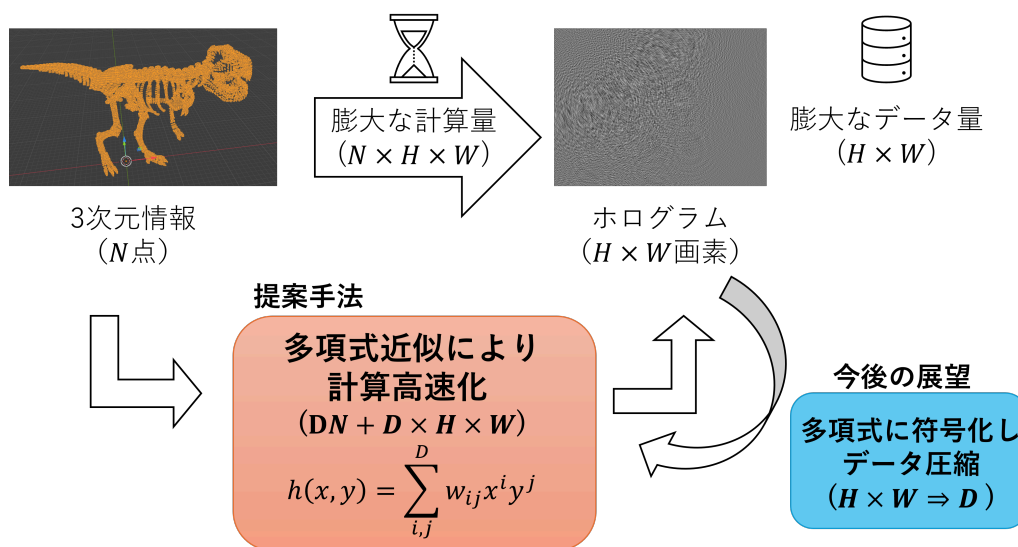 膨大な計算量
（N × H × W）
膨大なデータ量
（H × W）
3次元情報
（N点）
ホログラム
（H × W画素）
提案手法
多項式近似により
計算高速化
(DN + D × H × W)
h(x, y) = ∑_{i,j}^{D} w_{ij} x^i y^j
今後の展望
多項式に符号化し
データ圧縮
（H × W ⇒ D ）